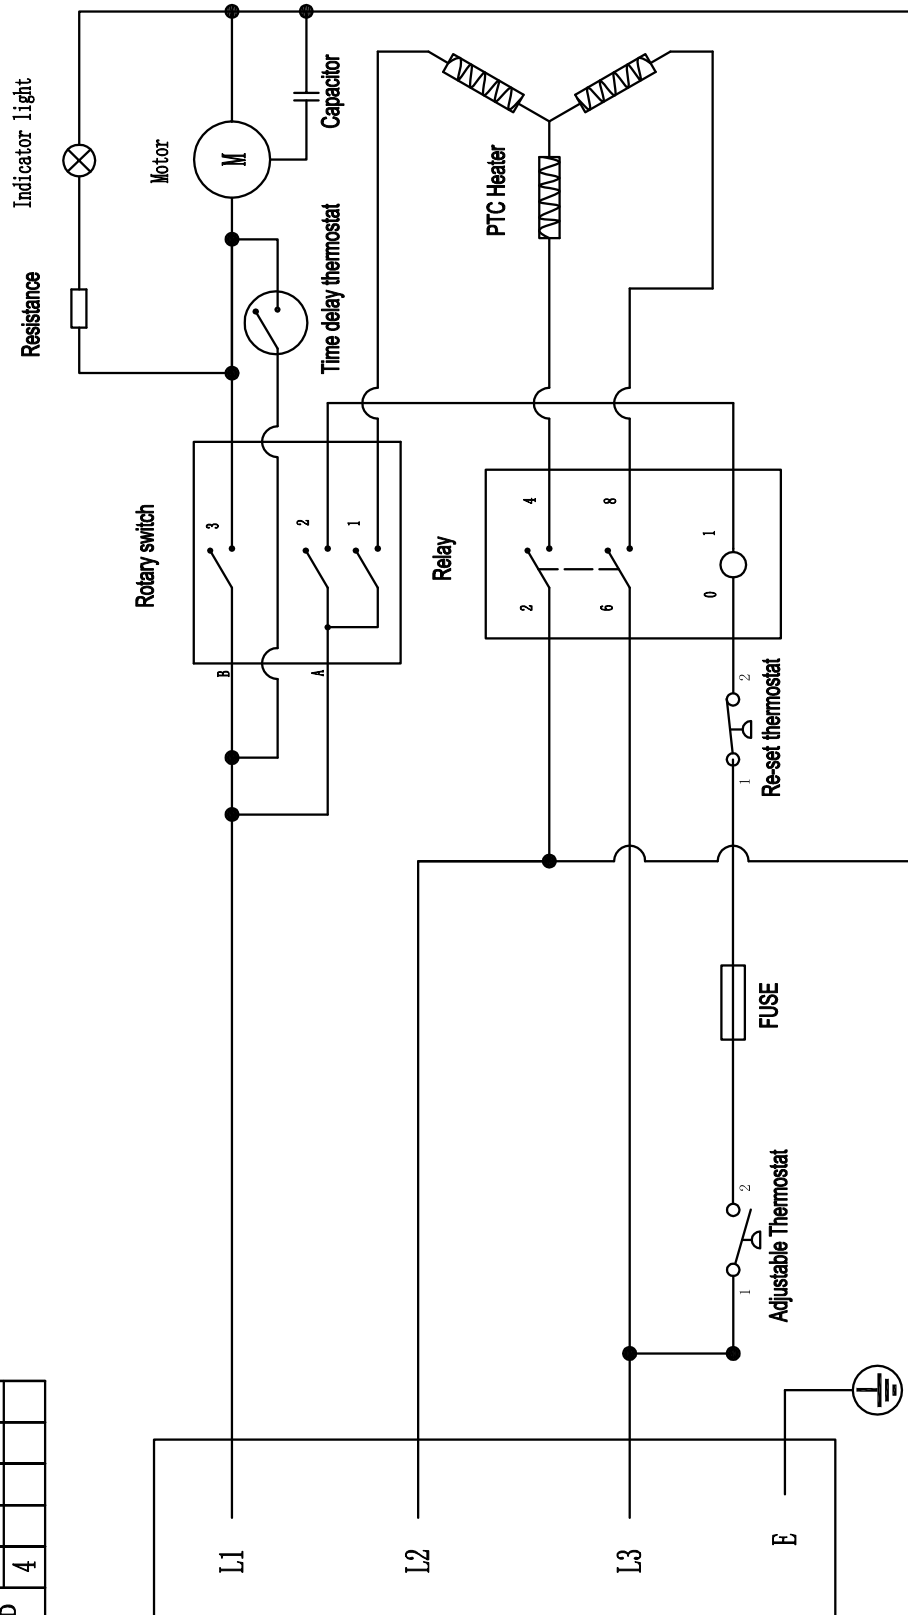 Indicator light
Resistance
Motor
M
Capacitor
Time delay thermostat
PTC Heater
Rotary switch
3
2
1
B
A
Relay
4
8
1
2
6
0
2
Re-set thermostat
1
FUSE
2
Adjustable Thermostat
1
L1
L2
L3
E
4